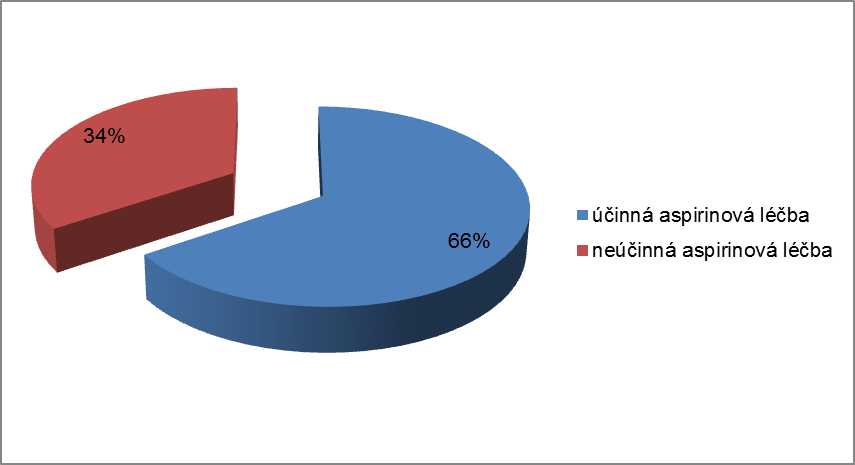 34%
66%
účinná aspirinová léčba
neúčinná aspirinová léčba